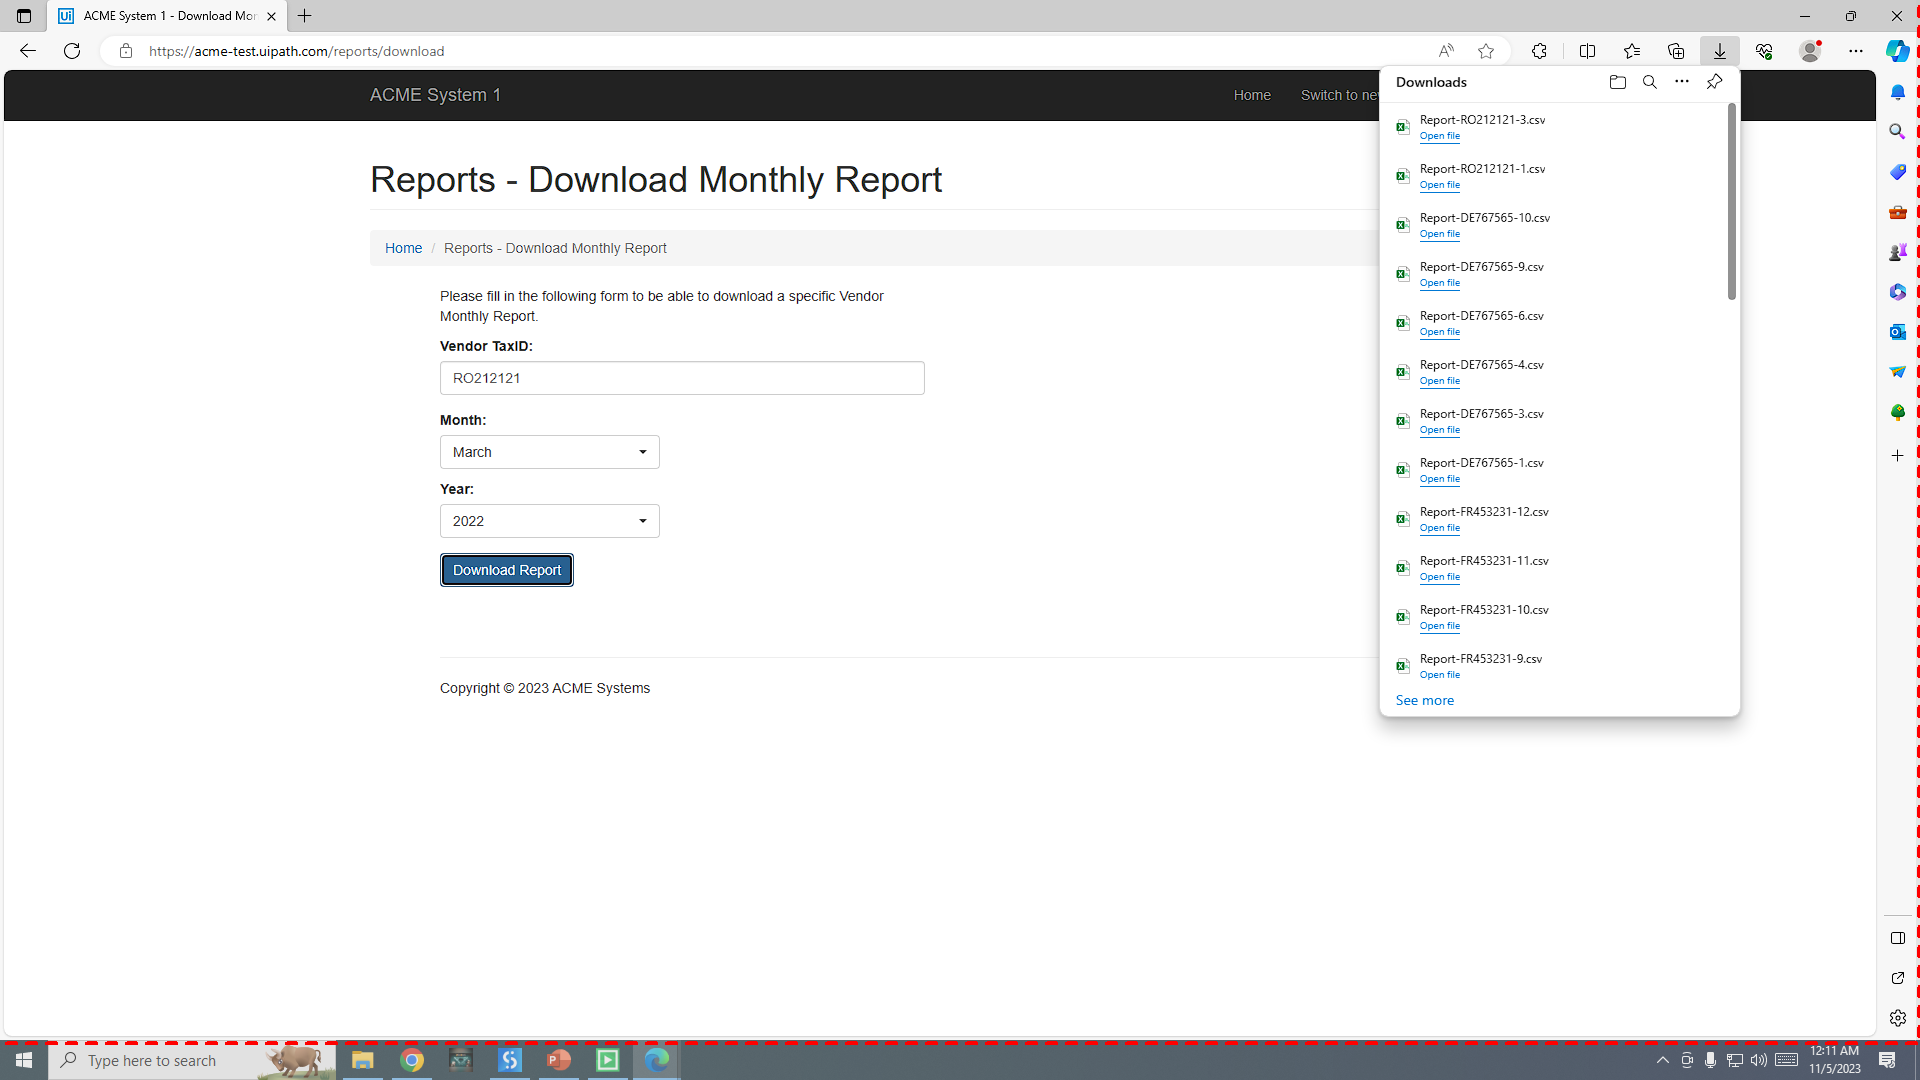 ACME System 1 - Download Mon
https://acme-test.uipath.com/reports/download
ACME System 1
Home
Switch to ne
Reports - Download Monthly Report
Home / Reports - Download Monthly Report
Please fill in the following form to be able to download a specific Vendor
Monthly Report.
Vendor TaxID:
RO212121
Month:
March
Year:
2022
Download Report
Copyright © 2023 ACME Systems
Downloads
Report-RO212121-3.csv
Open file
Report-RO212121-1.csv
Open file
Report-DE767565-10.csv
Open file
Report-DE767565-9.csv
Open file
Report-DE767565-6.csv
Open file
Report-DE767565-4.csv
Open file
Report-DE767565-3.csv
Open file
Report-DE767565-1.csv
Open file
Report-FR453231-12.csv
Open file
Report-FR453231-11.csv
Open file
Report-FR453231-10.csv
Open file
Report-FR453231-9.csv
Open file
See more
Type here to search
12:11 AM
11/5/2023